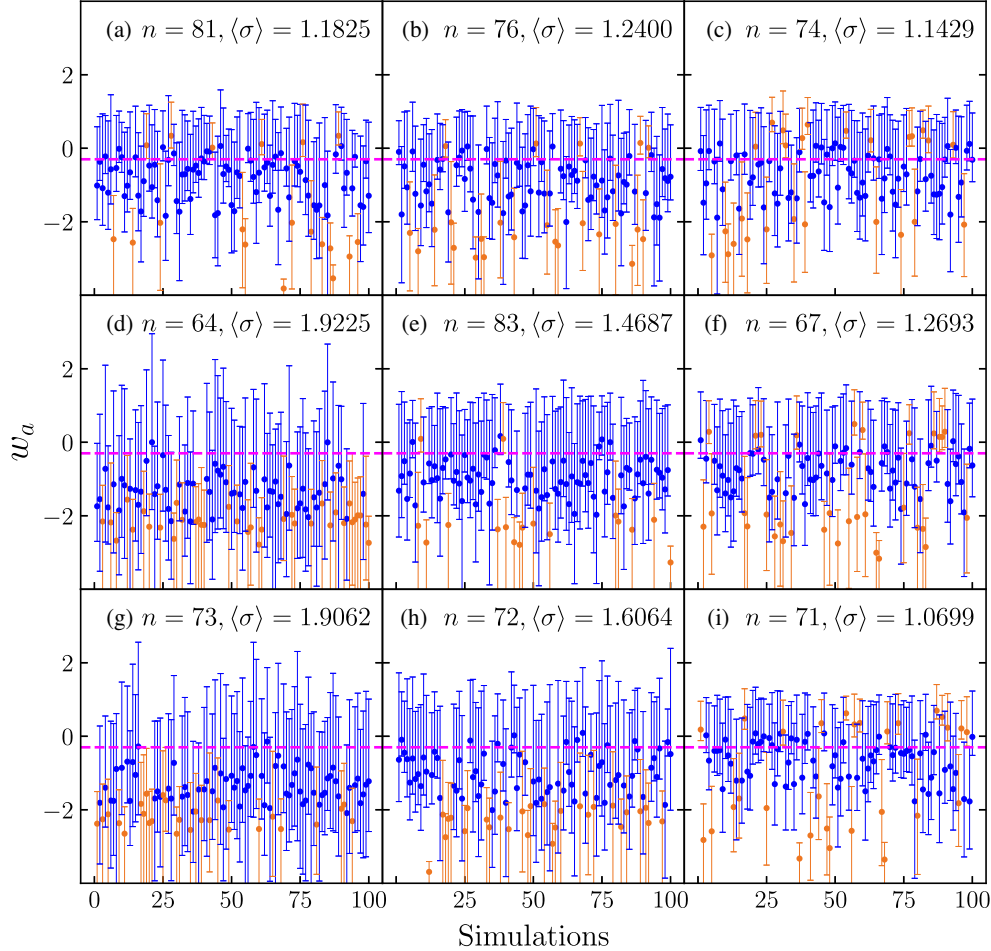 (a) n = 81, ⟨σ⟩ = 1.1825
(b) n = 76, ⟨σ⟩ = 1.2400
(c) n = 74, ⟨σ⟩ = 1.1429
2
0
−2
(d) n = 64, ⟨σ⟩ = 1.9225
(e) n = 83, ⟨σ⟩ = 1.4687
(f) n = 67, ⟨σ⟩ = 1.2693
2
0
−2
w_a
(g) n = 73, ⟨σ⟩ = 1.9062
(h) n = 72, ⟨σ⟩ = 1.6064
(i) n = 71, ⟨σ⟩ = 1.0699
2
0
−2
0 25 50 75 100 25 50 75 100 25 50 75 100
Simulations